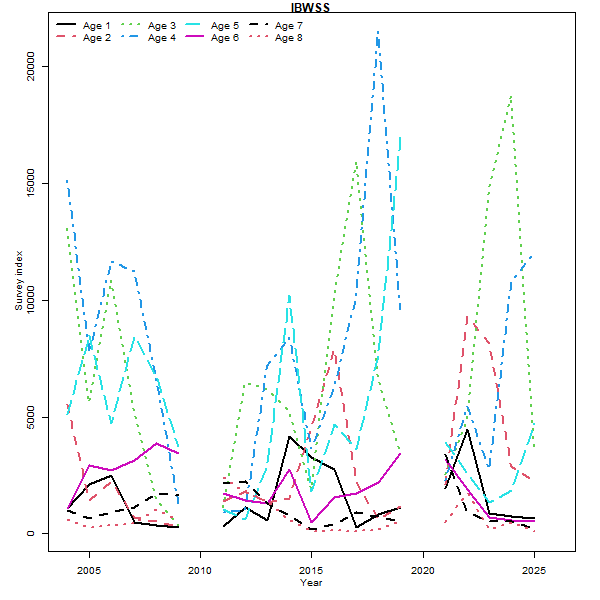 IBWSS
Age 1 Age 3 Age 5 Age 7
Age 2 Age 4 Age 6 Age 8
20000
15000
10000
5000
0
Survey index
2005 2010 2015 2020 2025
Year